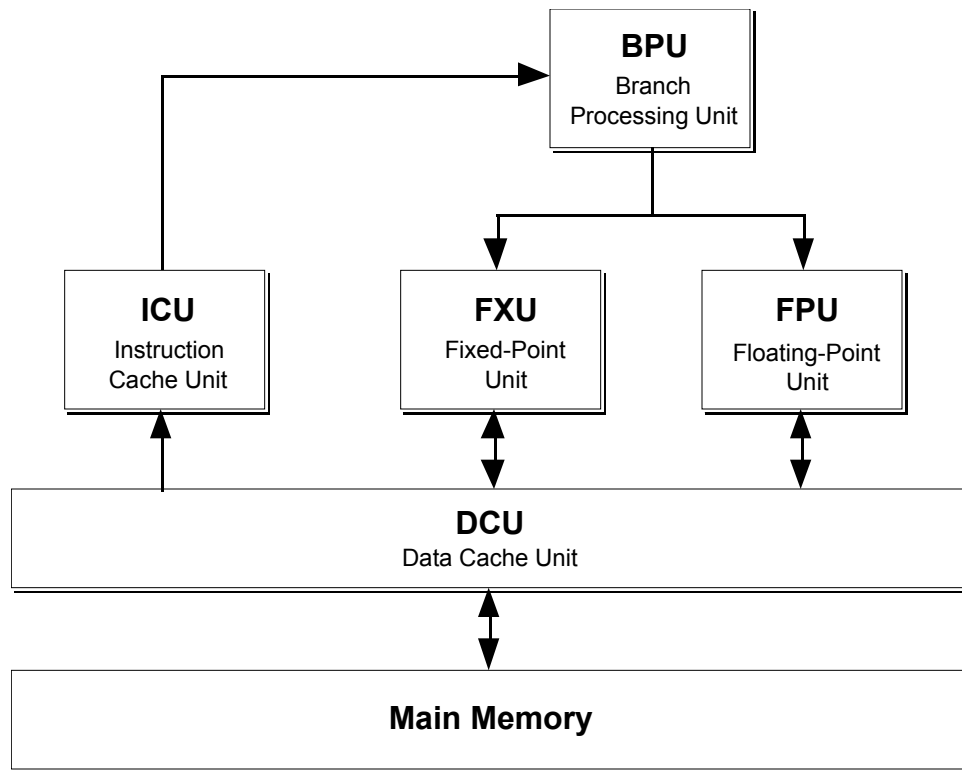 BPU
Branch
Processing Unit
ICU
Instruction
Cache Unit
FXU
Fixed-Point
Unit
FPU
Floating-Point
Unit
DCU
Data Cache Unit
Main Memory